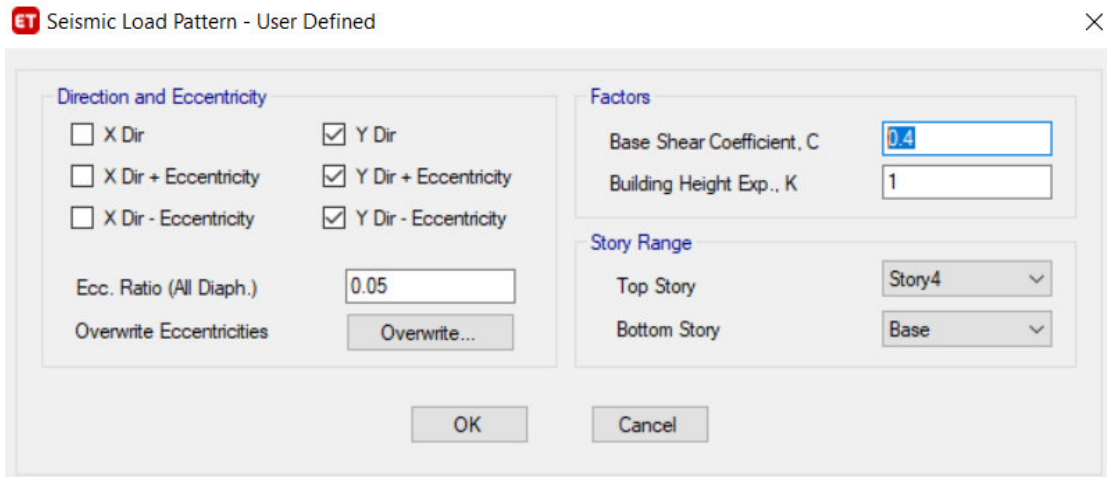 ET Seismic Load Pattern - User Defined
Direction and Eccentricity
X Dir
Y Dir
X Dir + Eccentricity
Y Dir + Eccentricity
X Dir - Eccentricity
Y Dir - Eccentricity
Ecc. Ratio (All Diaph.)
0.05
Overwrite Eccentricities
Overwrite...
Factors
Base Shear Coefficient, C
0.4
Building Height Exp., K
1
Story Range
Top Story
Story4
Bottom Story
Base
OK
Cancel